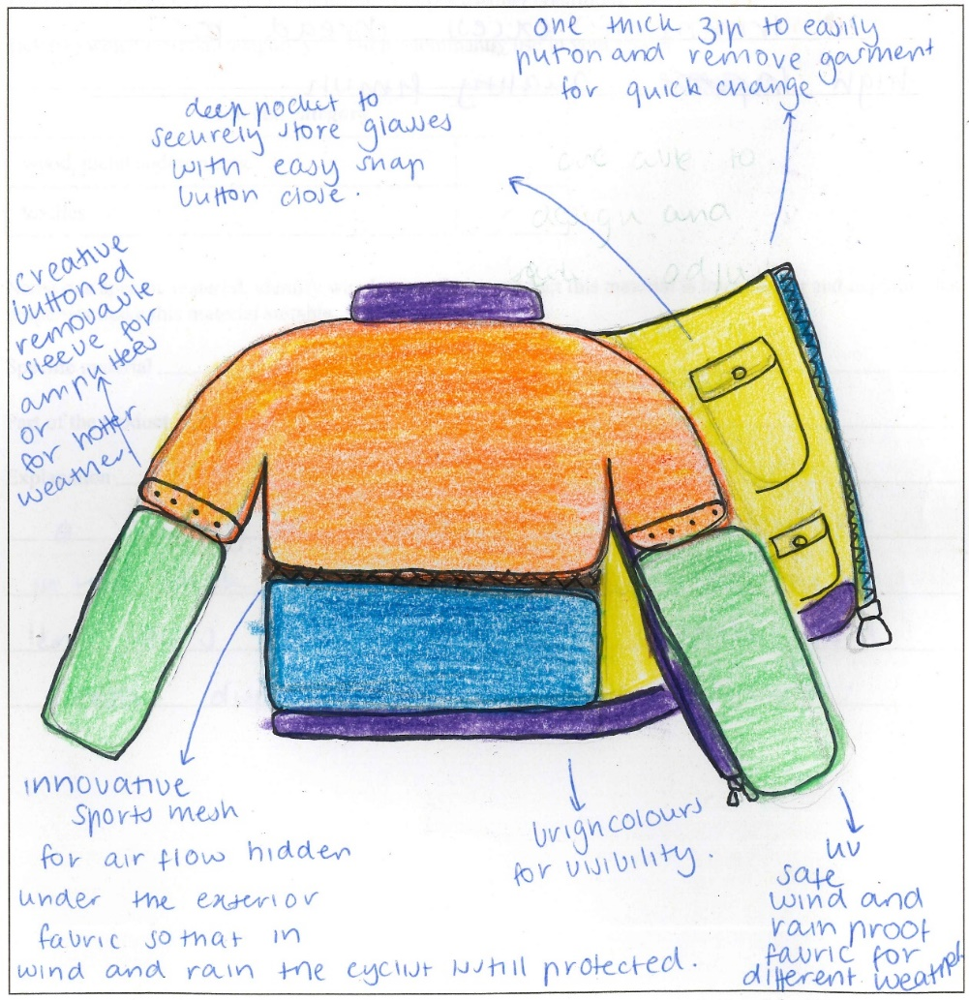 one thick zip to easily
put on and remove garment
for quick change
deep pocket to
securely store glasses
with easy snap
button close.
creative
buttoned
removable
sleeve for
amputees
or
for hotter
weather
innovative
sports mesh
for air flow hidden
under the exterior
fabric so that in
wind and rain the cyclist is still protected.
brigh colours
for visibility.
uv
safe
wind and
rain proof
fabric for
different weather